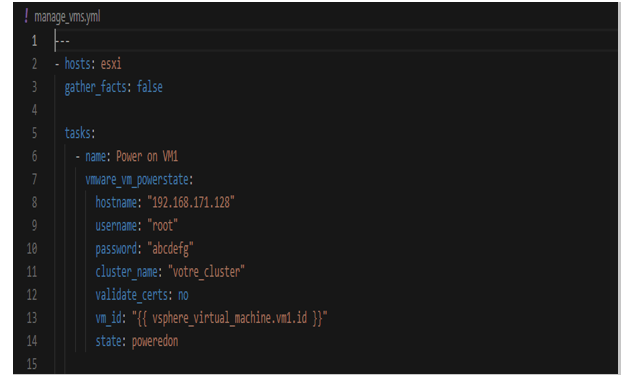 ! manage_vms.yml
1 ---
2 - hosts: esxi
3   gather_facts: false
4
5   tasks:
6     - name: Power on VM1
7       vmware_vm_powerstate:
8         hostname: "192.168.171.128"
9         username: "root"
10         password: "abcdefg"
11         cluster_name: "votre_cluster"
12         validate_certs: no
13         vm_id: "{{ vsphere_virtual_machine.vm1.id }}"
14         state: poweredon
15